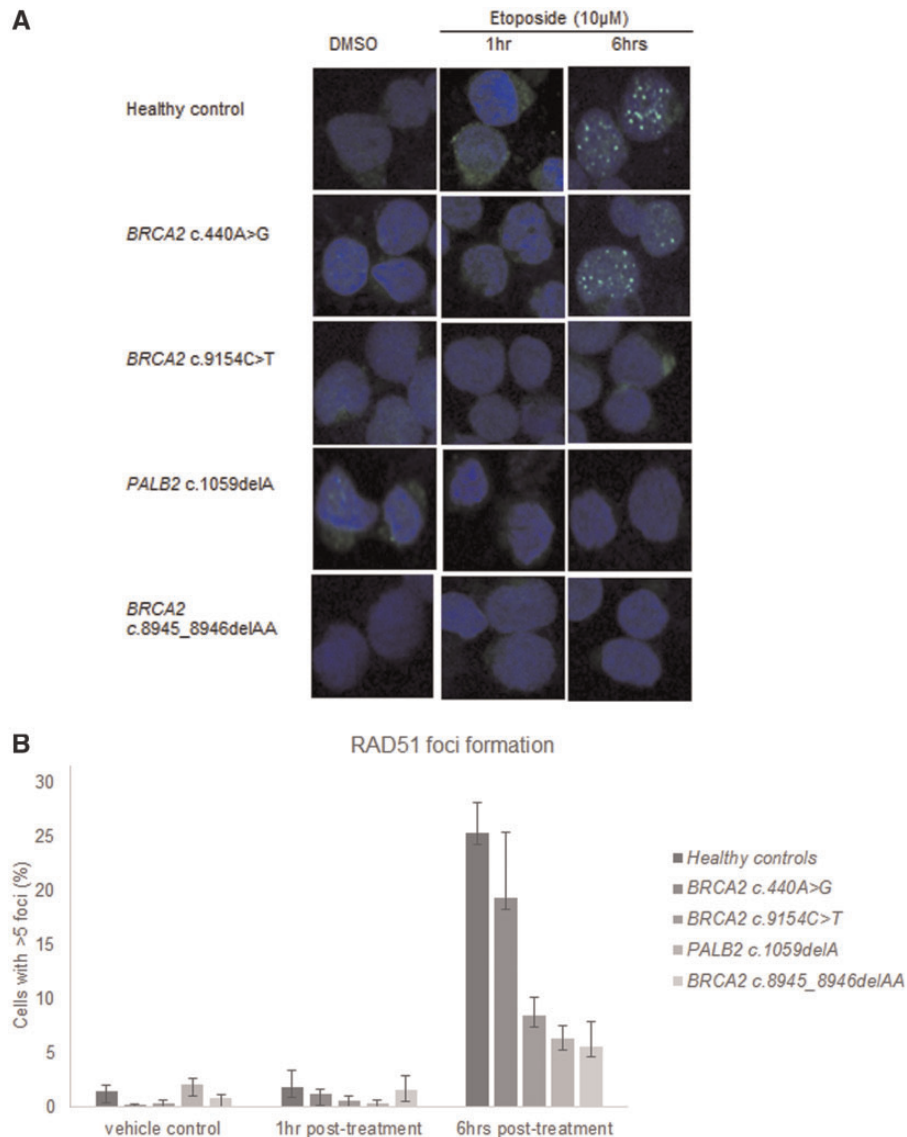 A
Etoposide (10µM)
DMSO 1hr 6hrs
Healthy control
BRCA2 c.440A>G
BRCA2 c.9154C>T
PALB2 c.1059delA
BRCA2
c.8945_8946delAA
B
RAD51 foci formation
Cells with >5 foci (%)
30
25
20
15
10
5
0
vehicle control 1hr post-treatment 6hrs post-treatment
Healthy controls
BRCA2 c.440A>G
BRCA2 c.9154C>T
PALB2 c.1059delA
BRCA2 c.8945_8946delAA